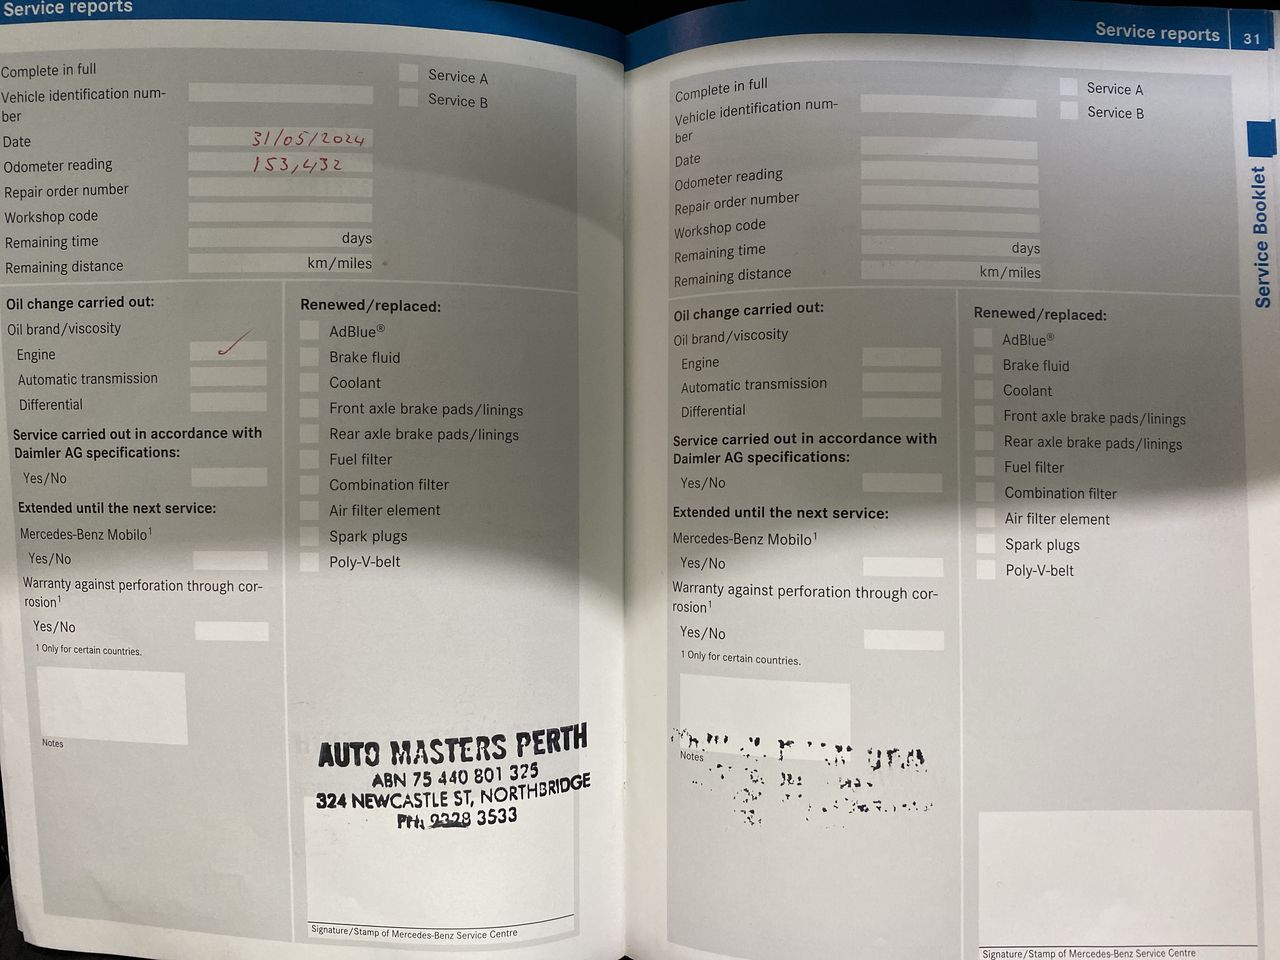 Service reports
Complete in full
Service A
Vehicle identification num-
ber
Service B
Date 31/05/2024
Odometer reading 153,432
Repair order number
Workshop code
Remaining time days
Remaining distance km/miles
Oil change carried out:
Oil brand/viscosity
Engine ✓
Automatic transmission
Differential
Service carried out in accordance with
Daimler AG specifications:
Yes/No
Extended until the next service:
Mercedes-Benz Mobilo¹
Yes/No
Warranty against perforation through cor-
rosion¹
Yes/No
1 Only for certain countries.
Notes
Renewed/replaced:
AdBlue®
Brake fluid
Coolant
Front axle brake pads/linings
Rear axle brake pads/linings
Fuel filter
Combination filter
Air filter element
Spark plugs
Poly-V-belt
AUTO MASTERS PERTH
ABN 75 440 801 325
324 NEWCASTLE ST, NORTHBRIDGE
PH: 9328 3533
Signature/Stamp of Mercedes-Benz Service Centre
Service reports 31
Complete in full
Service A
Vehicle identification num-
ber
Service B
Date
Odometer reading
Repair order number
Workshop code
Remaining time days
Remaining distance km/miles
Oil change carried out:
Oil brand/viscosity
Engine
Automatic transmission
Differential
Service carried out in accordance with
Daimler AG specifications:
Yes/No
Extended until the next service:
Mercedes-Benz Mobilo¹
Yes/No
Warranty against perforation through cor-
rosion¹
Yes/No
1 Only for certain countries.
Notes
Renewed/replaced:
AdBlue®
Brake fluid
Coolant
Front axle brake pads/linings
Rear axle brake pads/linings
Fuel filter
Combination filter
Air filter element
Spark plugs
Poly-V-belt
Signature/Stamp of Mercedes-Benz Service Centre
Service Booklet